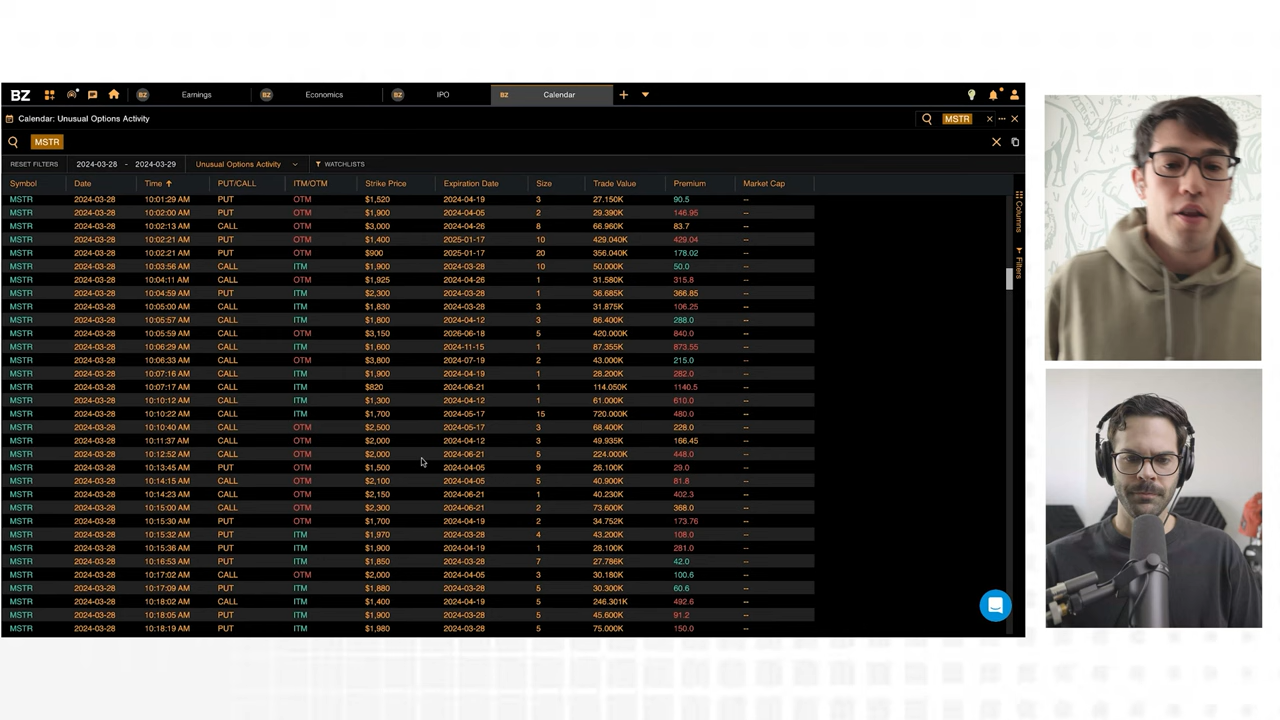 BZ Earnings Economics IPO Calendar
Calendar: Unusual Options Activity MSTR
MSTR
RESET FILTERS 2024-03-28 - 2024-03-29 Unusual Options Activity WATCHLISTS
Symbol Date Time PUT/CALL ITM/OTM Strike Price Expiration Date Size Trade Value Premium Market Cap
MSTR 2024-03-28 10:01:29 AM PUT OTM $1,520 2024-04-19 3 27.150K 90.5 --
MSTR 2024-03-28 10:02:00 AM PUT OTM $1,900 2024-04-05 2 29.390K 146.95 --
MSTR 2024-03-28 10:02:13 AM CALL OTM $3,000 2024-04-26 8 66.960K 83.7 --
MSTR 2024-03-28 10:02:21 AM PUT OTM $1,400 2025-01-17 10 429.040K 429.04 --
MSTR 2024-03-28 10:02:21 AM PUT OTM $900 2025-01-17 20 356.040K 178.02 --
MSTR 2024-03-28 10:03:56 AM CALL ITM $1,900 2024-03-28 10 50.000K 50.0 --
MSTR 2024-03-28 10:04:11 AM CALL OTM $1,925 2024-04-26 1 31.580K 315.8 --
MSTR 2024-03-28 10:04:59 AM PUT ITM $2,300 2024-03-28 1 36.685K 366.85 --
MSTR 2024-03-28 10:05:00 AM CALL ITM $1,830 2024-03-28 3 31.875K 106.25 --
MSTR 2024-03-28 10:05:57 AM CALL ITM $1,800 2024-04-12 3 86.400K 288.0 --
MSTR 2024-03-28 10:05:59 AM CALL OTM $3,150 2026-06-18 5 420.000K 840.0 --
MSTR 2024-03-28 10:06:29 AM CALL ITM $1,600 2024-11-15 1 87.355K 873.55 --
MSTR 2024-03-28 10:06:33 AM CALL OTM $3,800 2024-07-19 2 43.000K 215.0 --
MSTR 2024-03-28 10:07:16 AM CALL ITM $1,900 2024-04-19 1 28.200K 282.0 --
MSTR 2024-03-28 10:07:17 AM CALL ITM $820 2024-06-21 1 114.050K 1140.5 --
MSTR 2024-03-28 10:10:12 AM CALL ITM $1,300 2024-04-12 1 61.000K 610.0 --
MSTR 2024-03-28 10:10:22 AM CALL ITM $1,700 2024-05-17 15 720.000K 480.0 --
MSTR 2024-03-28 10:10:40 AM CALL OTM $2,500 2024-05-17 3 68.400K 228.0 --
MSTR 2024-03-28 10:11:37 AM CALL OTM $2,000 2024-04-12 3 49.935K 166.45 --
MSTR 2024-03-28 10:12:52 AM CALL OTM $2,000 2024-06-21 5 224.000K 448.0 --
MSTR 2024-03-28 10:13:45 AM PUT OTM $1,500 2024-04-05 9 26.100K 29.0 --
MSTR 2024-03-28 10:14:15 AM CALL OTM $2,100 2024-04-05 5 40.900K 81.8 --
MSTR 2024-03-28 10:14:23 AM CALL OTM $2,150 2024-06-21 1 40.230K 402.3 --
MSTR 2024-03-28 10:15:00 AM CALL OTM $2,300 2024-06-21 2 73.600K 368.0 --
MSTR 2024-03-28 10:15:30 AM PUT OTM $1,700 2024-04-19 2 34.752K 173.76 --
MSTR 2024-03-28 10:15:32 AM PUT ITM $1,970 2024-03-28 4 43.200K 108.0 --
MSTR 2024-03-28 10:15:36 AM PUT ITM $1,900 2024-04-19 1 28.100K 281.0 --
MSTR 2024-03-28 10:16:53 AM PUT ITM $1,850 2024-03-28 7 27.786K 42.0 --
MSTR 2024-03-28 10:17:02 AM CALL OTM $2,000 2024-04-05 3 30.180K 100.6 --
MSTR 2024-03-28 10:17:09 AM PUT ITM $1,880 2024-03-28 5 30.300K 60.6 --
MSTR 2024-03-28 10:18:02 AM CALL ITM $1,400 2024-04-19 5 246.301K 492.6 --
MSTR 2024-03-28 10:18:05 AM PUT ITM $1,900 2024-03-28 5 45.600K 91.2 --
MSTR 2024-03-28 10:18:19 AM PUT ITM $1,980 2024-03-28 5 75.000K 150.0 --
Columns
Filters